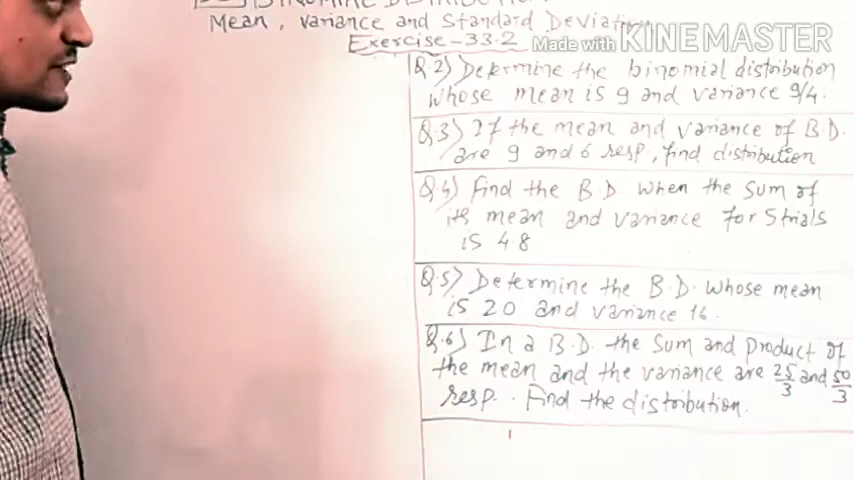 BINOMIAL DISTRIBUTION
Mean, variance and Standard Deviation
Exercise-33.2
Made with KINEMASTER
Q.2) Determine the binomial distribution
whose mean is 9 and variance 9/4.
Q.3) If the mean and variance of B.D.
are 9 and 6 resp., find distribution
Q.4) Find the B.D. when the sum of
its mean and variance for 5 trials
is 4.8
Q.5) Determine the B.D. whose mean
is 20 and variance 16.
Q.6) In a B.D. the sum and product of
the mean and the variance are 25/3 and 50/3
resp. . Find the distribution.